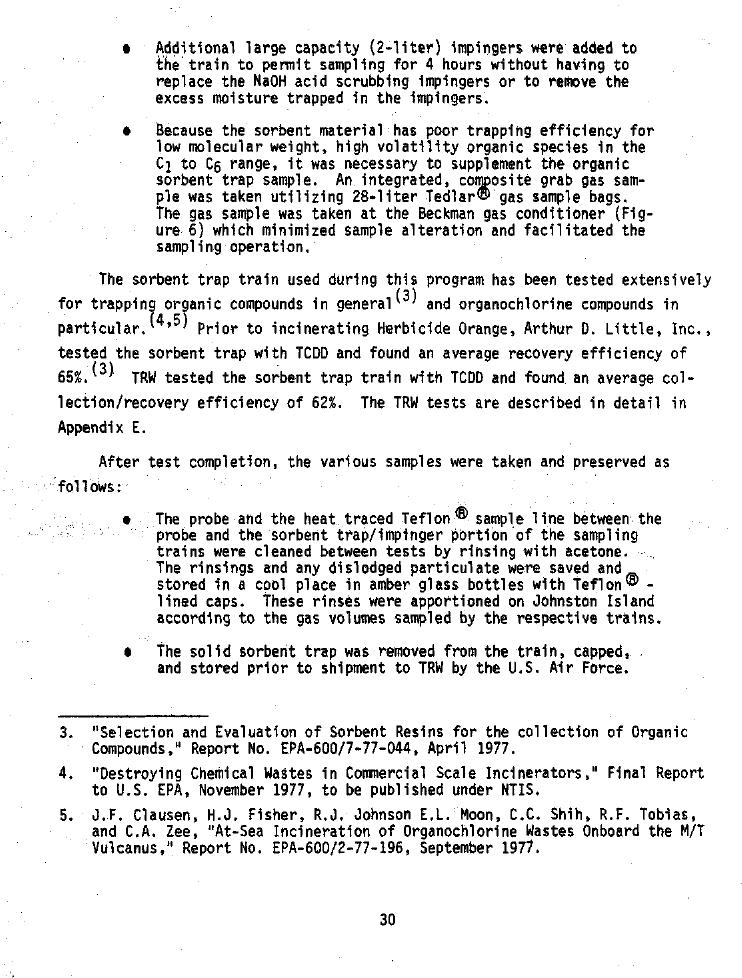 • Additional large capacity (2-liter) impingers were added to
the train to permit sampling for 4 hours without having to
replace the NaOH acid scrubbing impingers or to remove the
excess moisture trapped in the impingers.
• Because the sorbent material has poor trapping efficiency for
low molecular weight, high volatility organic species in the
C1 to C6 range, it was necessary to supplement the organic
sorbent trap sample. An integrated, composite grab gas sam-
ple was taken utilizing 28-liter Tedlar® gas sample bags.
The gas sample was taken at the Beckman gas conditioner (Fig-
ure 6) which minimized sample alteration and facilitated the
sampling operation.
The sorbent trap train used during this program has been tested extensively
for trapping organic compounds in general(3) and organochlorine compounds in
particular.(4,5) Prior to incinerating Herbicide Orange, Arthur D. Little, Inc.,
tested the sorbent trap with TCDD and found an average recovery efficiency of
65%.(3) TRW tested the sorbent trap train with TCDD and found an average col-
lection/recovery efficiency of 62%. The TRW tests are described in detail in
Appendix E.
After test completion, the various samples were taken and preserved as
follows:
• The probe and the heat traced Teflon® sample line between the
probe and the sorbent trap/impinger portion of the sampling
trains were cleaned between tests by rinsing with acetone.
The rinsings and any dislodged particulate were saved and
stored in a cool place in amber glass bottles with Teflon® -
lined caps. These rinses were apportioned on Johnston Island
according to the gas volumes sampled by the respective trains.
• The solid sorbent trap was removed from the train, capped,
and stored prior to shipment to TRW by the U.S. Air Force.
3. "Selection and Evaluation of Sorbent Resins for the collection of Organic
Compounds," Report No. EPA-600/7-77-044, April 1977.
4. "Destroying Chemical Wastes in Commercial Scale Incinerators," Final Report
to U.S. EPA, November 1977, to be published under NTIS.
5. J.F. Clausen, H.J. Fisher, R.J. Johnson E.L. Moon, C.C. Shih, R.F. Tobias,
and C.A. Zee, "At-Sea Incineration of Organochlorine Wastes Onboard the M/T
Vulcanus," Report No. EPA-600/2-77-196, September 1977.
30